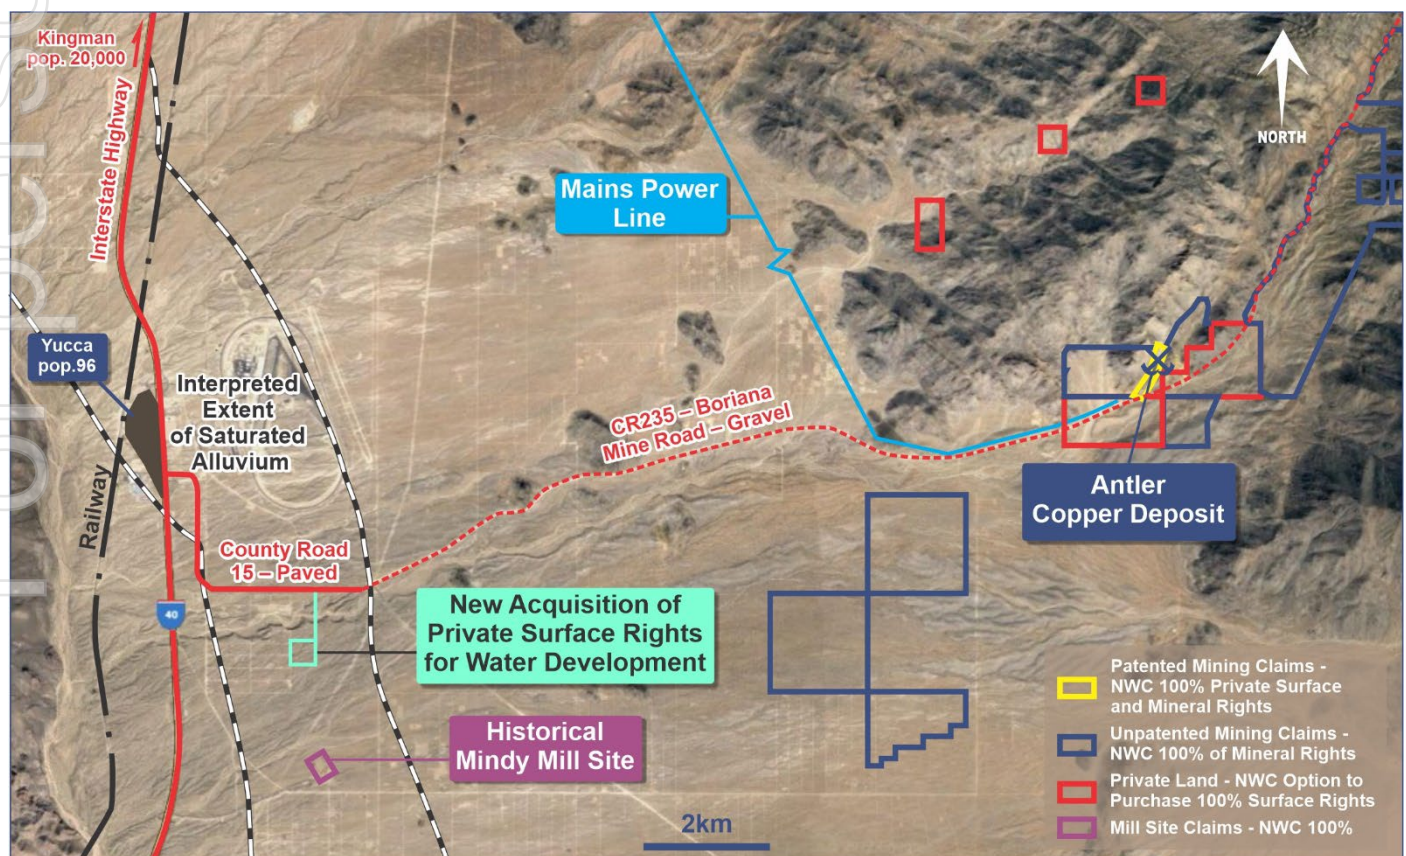 Kingman
pop. 20,000
Interstate Highway
Mains Power
Line
NORTH
Yucca
pop.96
Interpreted
Extent
of Saturated
Alluvium
Railway
CR235 – Boriana
Mine Road – Gravel
Antler
Copper Deposit
County Road
15 – Paved
40
New Acquisition of
Private Surface Rights
for Water Development
Historical
Mindy Mill Site
2km
Patented Mining Claims -
NWC 100% Private Surface
and Mineral Rights
Unpatented Mining Claims -
NWC 100% of Mineral Rights
Private Land - NWC Option to
Purchase 100% Surface Rights
Mill Site Claims - NWC 100%